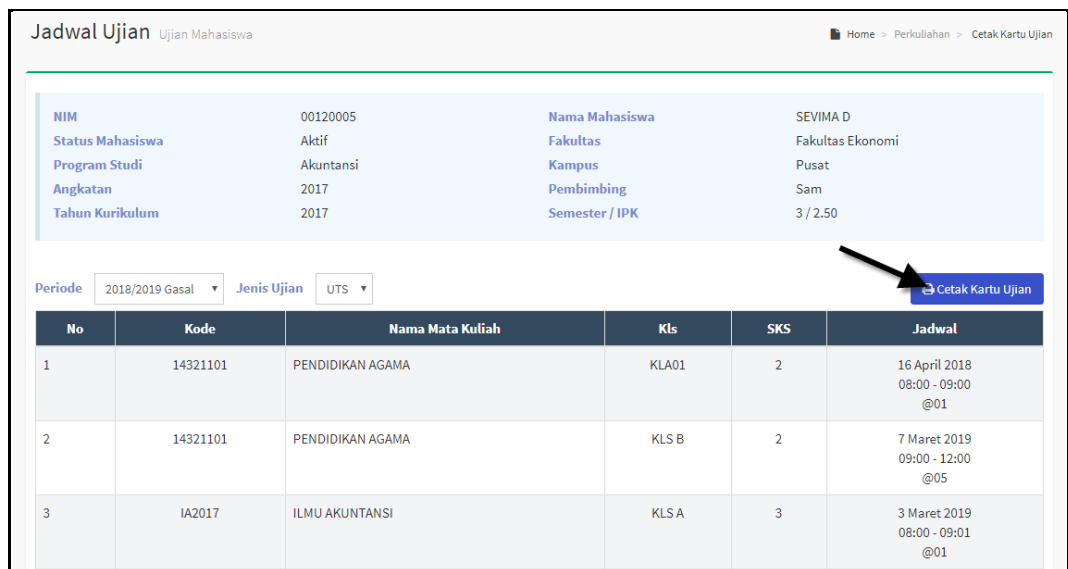 Jadwal Ujian Ujian Mahasiswa
Home > Perkuliahan > Cetak Kartu Ujian
NIM 00120005 Nama Mahasiswa SEVIMA D
Status Mahasiswa Aktif Fakultas Fakultas Ekonomi
Program Studi Akuntansi Kampus Pusat
Angkatan 2017 Pembimbing Sam
Tahun Kurikulum 2017 Semester / IPK 3 / 2.50
Periode 2018/2019 Gasal Jenis Ujian UTS Cetak Kartu Ujian
No Kode Nama Mata Kuliah Kls SKS Jadwal
1 14321101 PENDIDIKAN AGAMA KLA01 2 16 April 2018
08:00 - 09:00
@01
2 14321101 PENDIDIKAN AGAMA KLS B 2 7 Maret 2019
09:00 - 12:00
@05
3 IA2017 ILMU AKUNTANSI KLS A 3 3 Maret 2019
08:00 - 09:01
@01